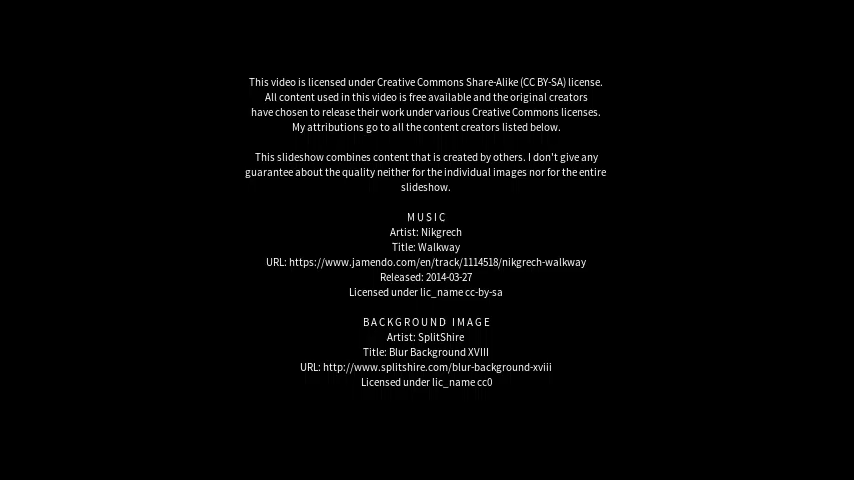 This video is licensed under Creative Commons Share-Alike (CC BY-SA) license.
All content used in this video is free available and the original creators
have chosen to release their work under various Creative Commons licenses.
My attributions go to all the content creators listed below.
This slideshow combines content that is created by others. I don't give any
guarantee about the quality neither for the individual images nor for the entire
slideshow.
MUSIC
Artist: Nikgrech
Title: Walkway
URL: https://www.jamendo.com/en/track/1114518/nikgrech-walkway
Released: 2014-03-27
Licensed under lic_name cc-by-sa
BACKGROUND IMAGE
Artist: SplitShire
Title: Blur Background XVIII
URL: http://www.splitshire.com/blur-background-xviii
Licensed under lic_name cc0